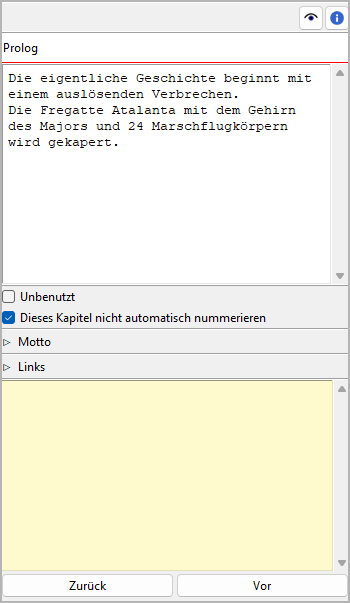 Prolog
Die eigentliche Geschichte beginnt mit
einem auslösenden Verbrechen.
Die Fregatte Atalanta mit dem Gehirn
des Majors und 24 Marschflugkörpern
wird gekapert.
Unbenutzt
Dieses Kapitel nicht automatisch nummerieren
Motto
Links
Zurück
Vor